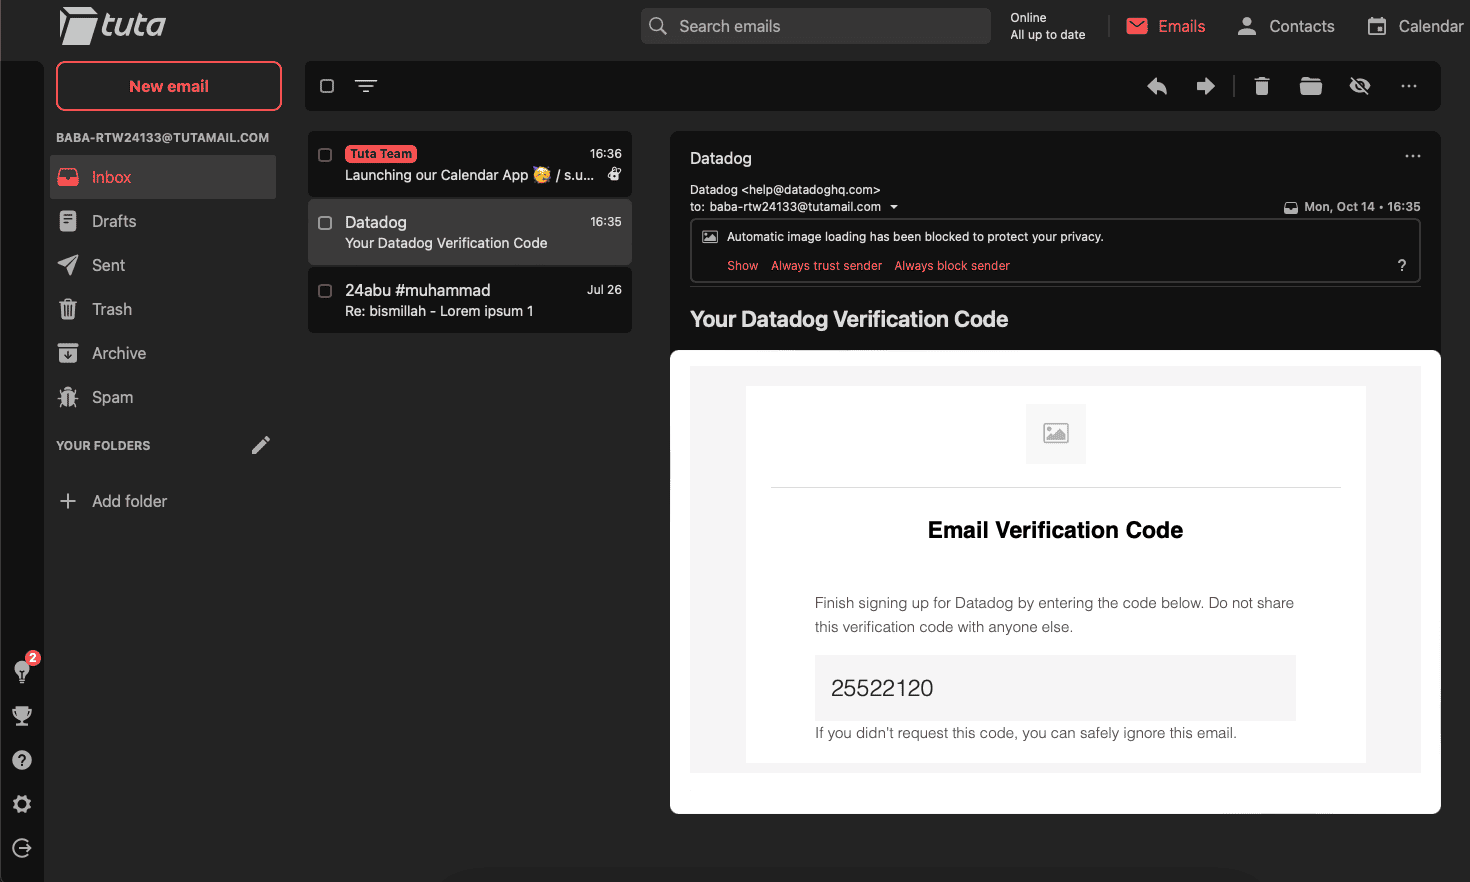 tuta
Search emails
Online
All up to date
Emails
Contacts
Calendar
New email
BABA-RTW24133@TUTAMAIL.COM
Inbox
Drafts
Sent
Trash
Archive
Spam
YOUR FOLDERS
Add folder
2
Tuta Team
16:36
Launching our Calendar App 🥳 / s.u...
Datadog
16:35
Your Datadog Verification Code
24abu #muhammad
Jul 26
Re: bismillah - Lorem ipsum 1
Datadog
Datadog <help@datadoghq.com>
to: baba-rtw24133@tutamail.com
Mon, Oct 14 • 16:35
Automatic image loading has been blocked to protect your privacy.
Show Always trust sender Always block sender
?
Your Datadog Verification Code
Email Verification Code
Finish signing up for Datadog by entering the code below. Do not share
this verification code with anyone else.
25522120
If you didn't request this code, you can safely ignore this email.